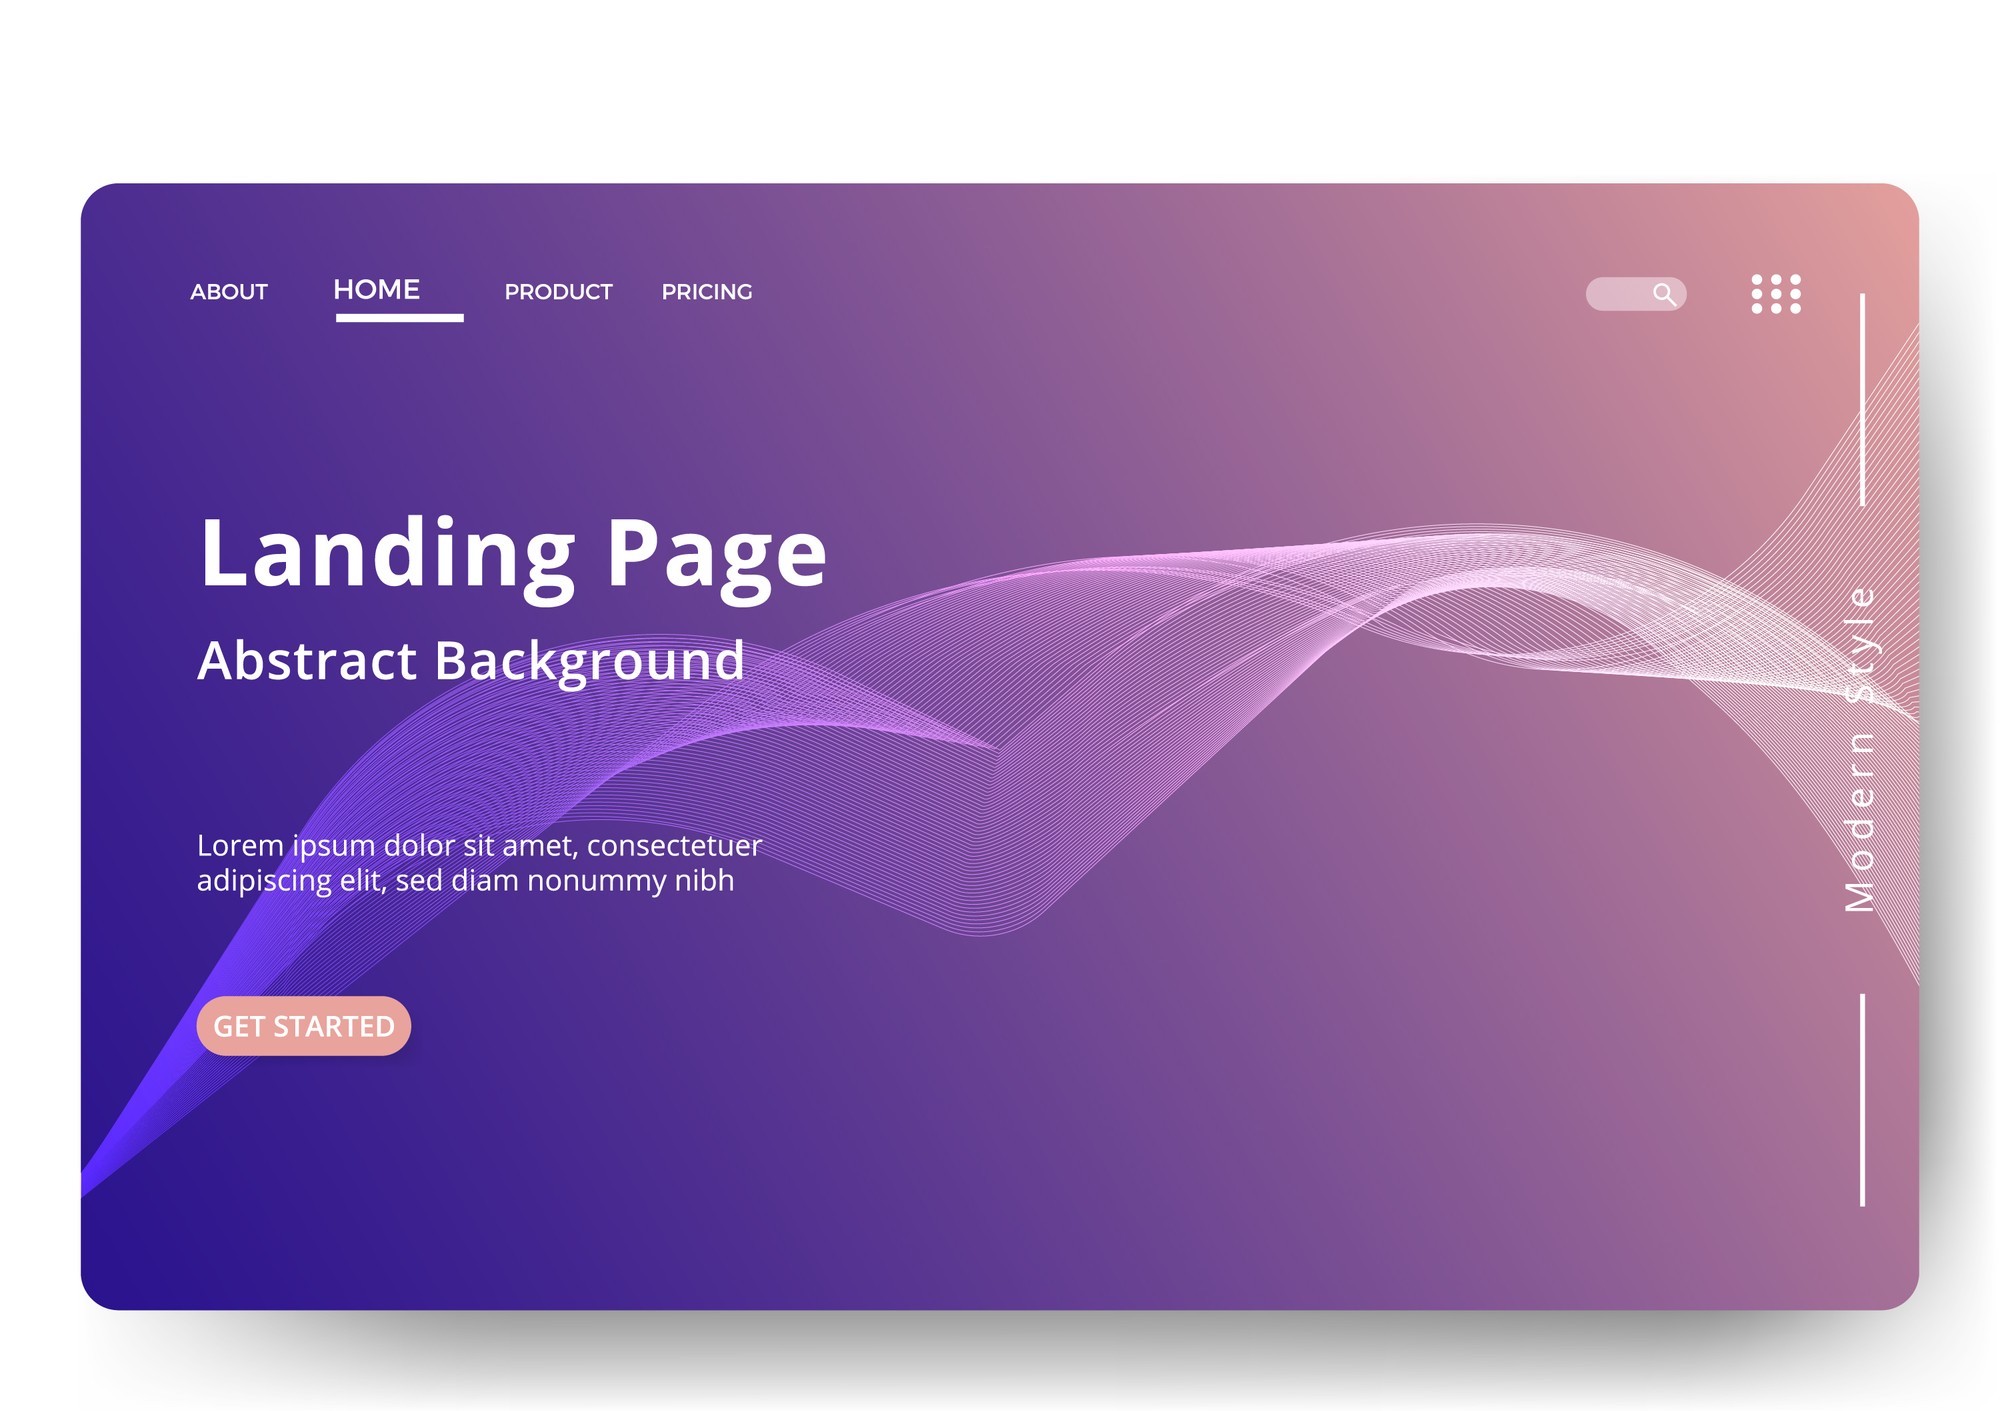 ABOUT HOME PRODUCT PRICING
Landing Page
Abstract Background
Lorem ipsum dolor sit amet, consectetuer
adipiscing elit, sed diam nonummy nibh
GET STARTED
Modern Style